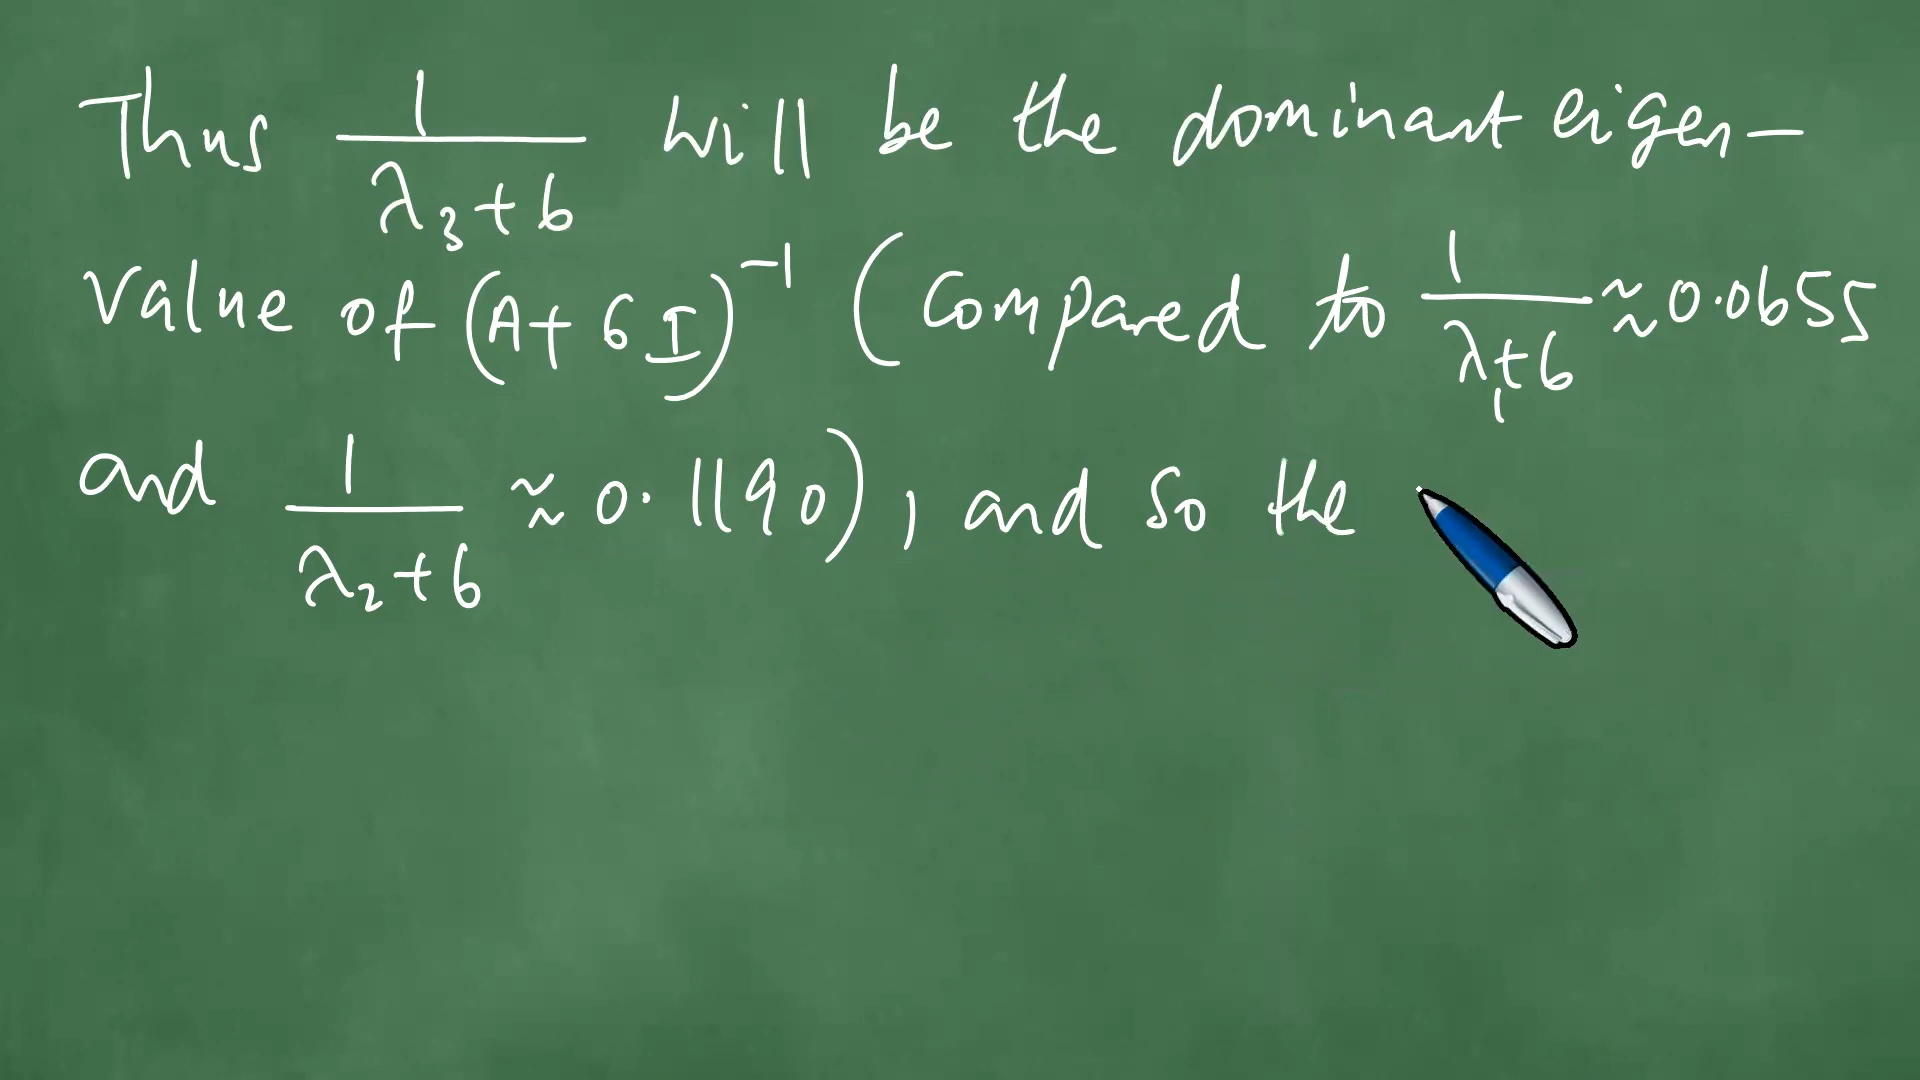 Thus 1/(λ₃+6) will be the dominant eigen-
value of (A+6I)⁻¹ (Compared to 1/(λ₁+6) ≈ 0.0655
and 1/(λ₂+6) ≈ 0.1190), and so the